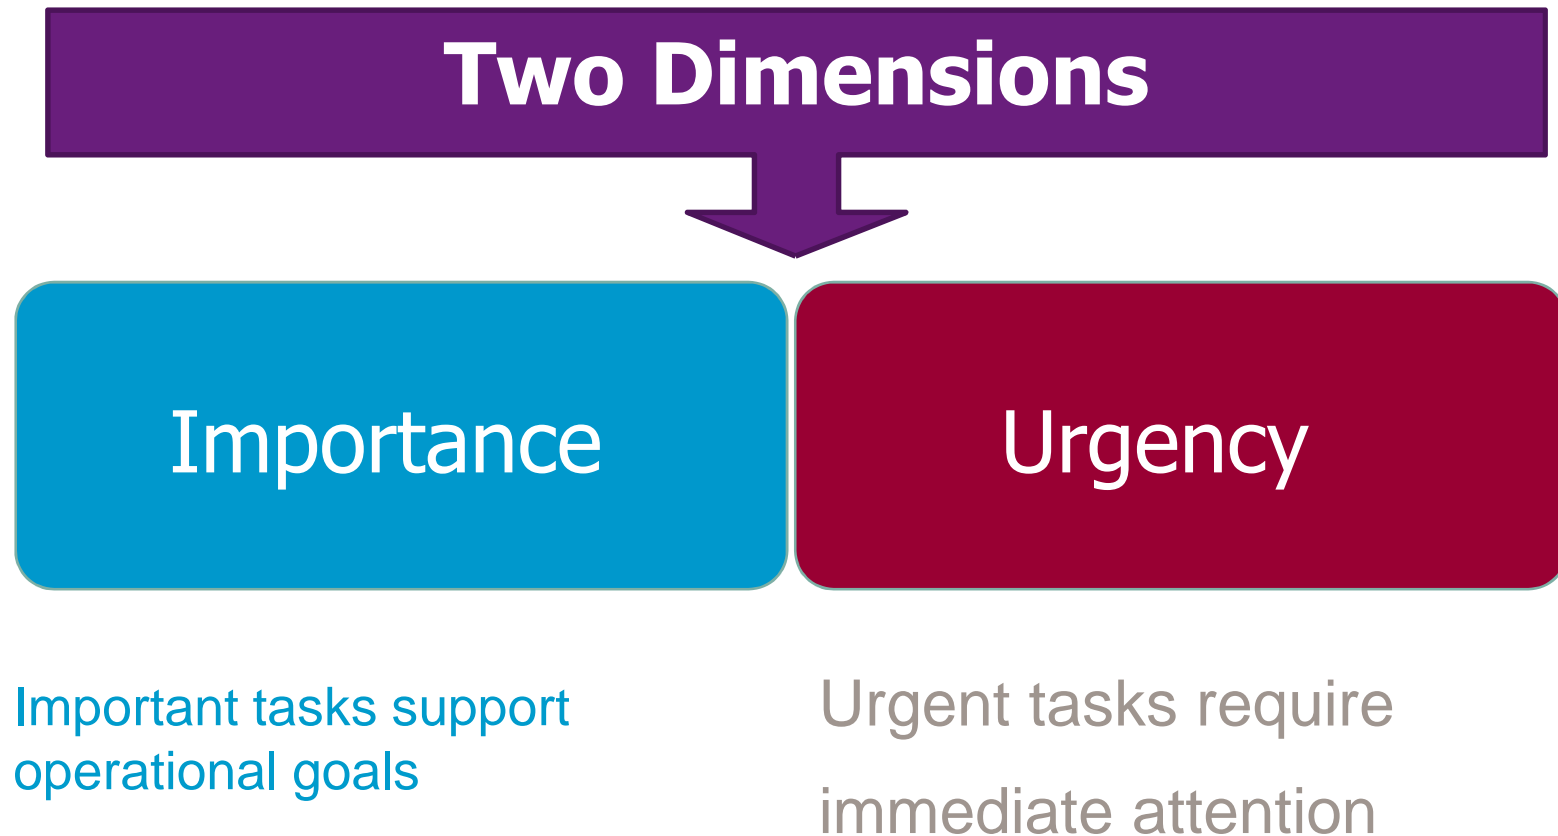 Two Dimensions
Importance
Urgency
Important tasks support
operational goals
Urgent tasks require
immediate attention